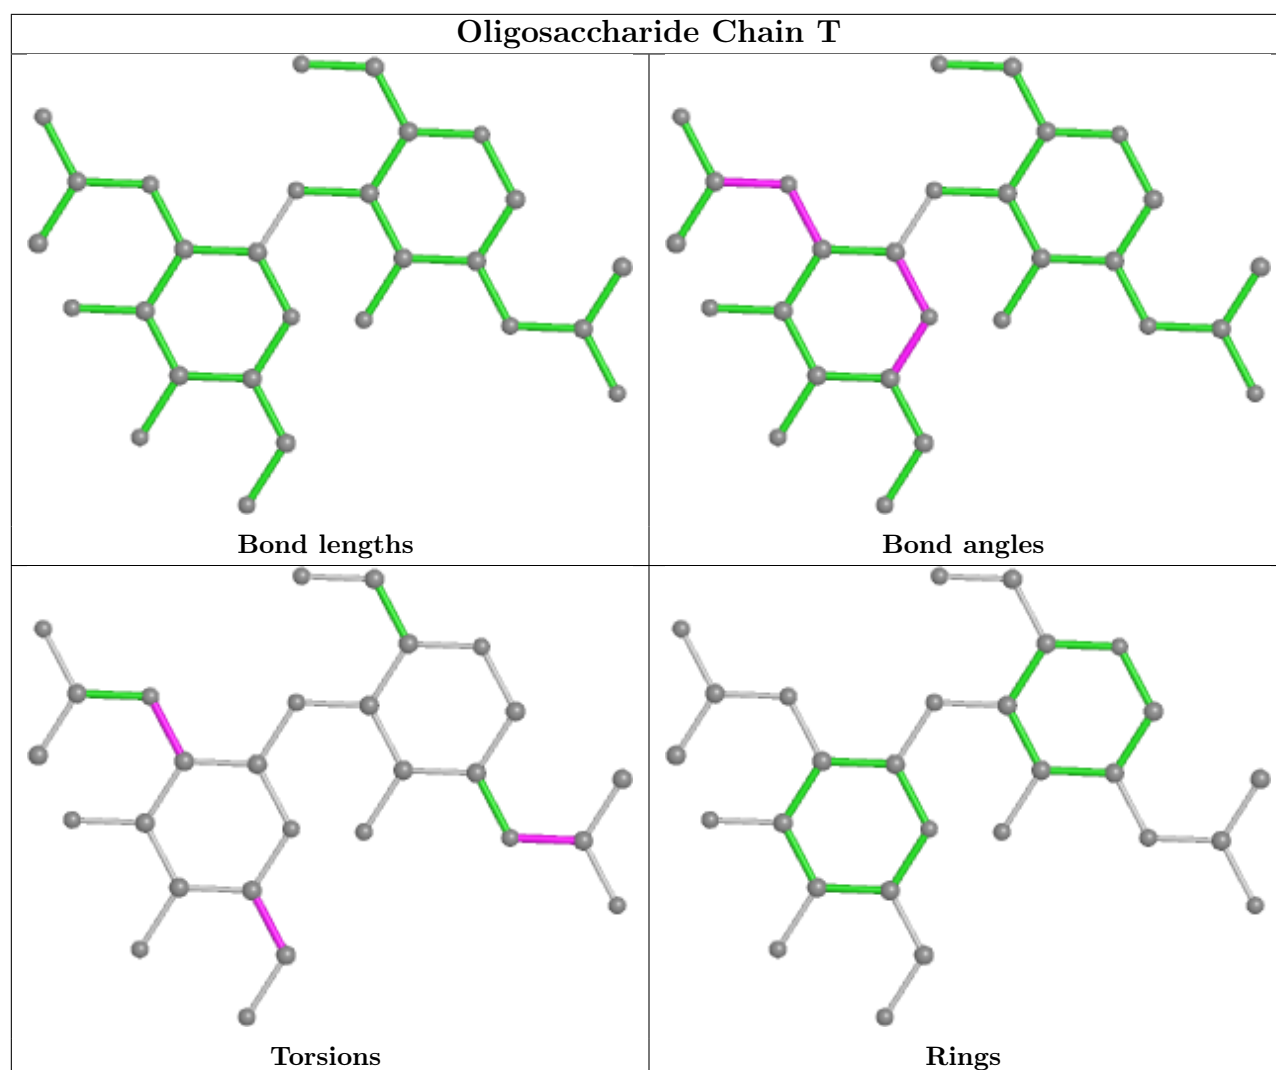 Oligosaccharide Chain T
Bond lengths
Bond angles
Torsions
Rings